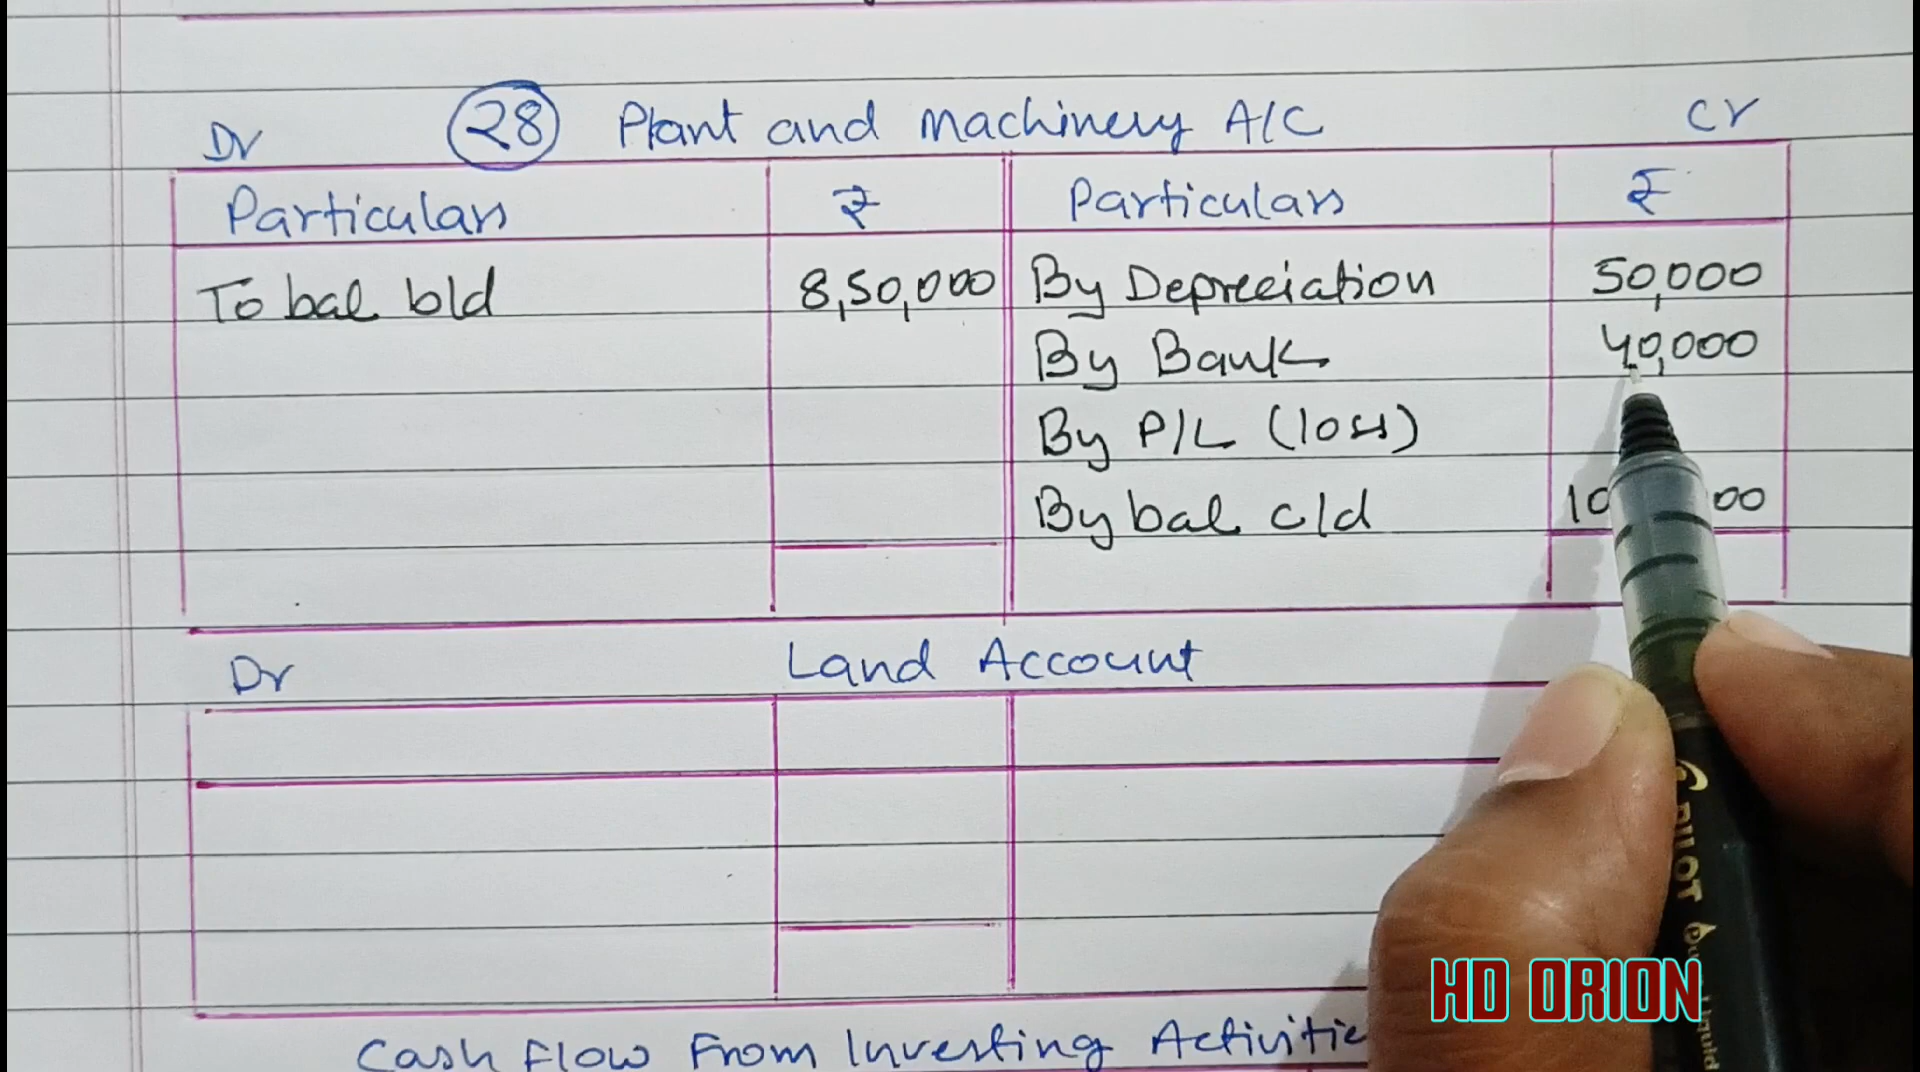 Dr 28 Plant and Machinery A/C Cr
Particulars ₹ Particulars ₹
To bal b/d 8,50,000 By Depreciation 50,000
By Bank 40,000
By P/L (loss)
By bal c/d
Dr Land Account
Cash Flow From Investing
PILOT
HD ORION